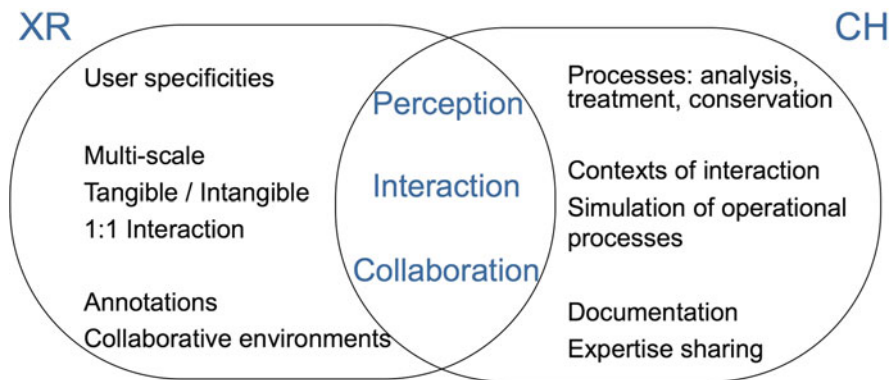 XR
CH
User specificities
Multi-scale
Tangible / Intangible
1:1 Interaction
Annotations
Collaborative environments
Perception
Interaction
Collaboration
Processes: analysis,
treatment, conservation
Contexts of interaction
Simulation of operational
processes
Documentation
Expertise sharing